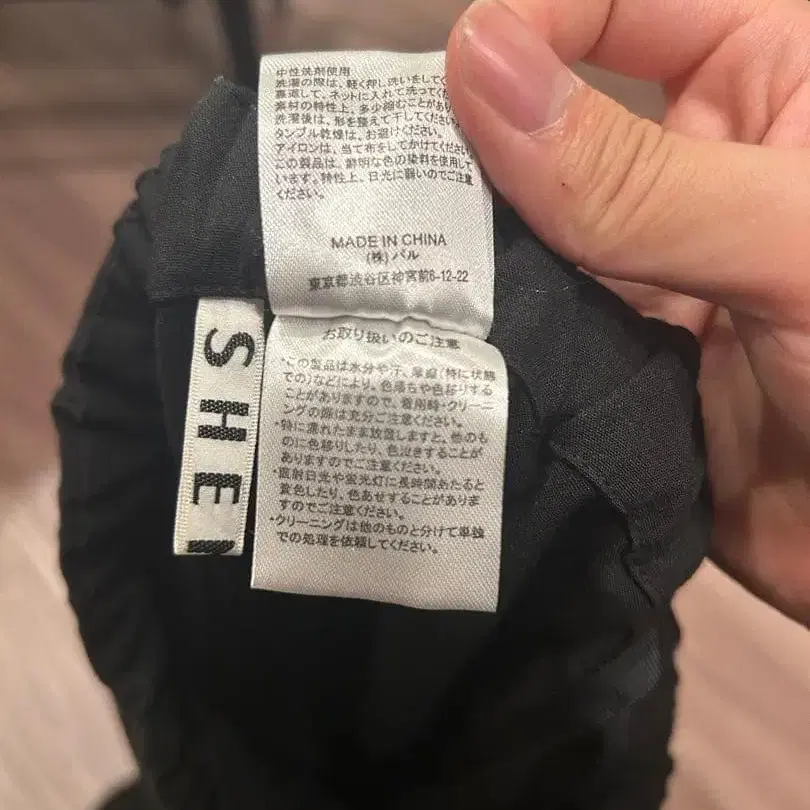 中性洗剤使用
洗濯の際は、軽く押し洗いをしてく
裏返して、ネットに入れて洗ってくだ
素材の特性上、多少縮むことがあり
洗濯後は、形を整えて干してください
タンブル乾燥は、お避けください。
アイロンは、当て布をしてかけてください
この製品は、鮮明な色の染料を使用して
います。特性上、日光に弱いのでご注意
ください。
MADE IN CHINA
(株)パル
東京都渋谷区神宮前6-12-22
お取り扱いのご注意
*この製品は水分や汗、摩擦(特に状態
での)などにより、色落ちや色移りする
ことがありますので、着用時・クリーニ
ングの際は充分ご注意ください。
*特に濡れたまま放置しますと、他のも
のに色移りしたり、色泣きすることが
ありますのでご注意ください。
*直射日光や蛍光灯に長時間あたると
黄色したり、色あせすることがありま
すのでご注意ください。
*クリーニングは他のものと分けて単独
での処理を依頼してください。
SHE